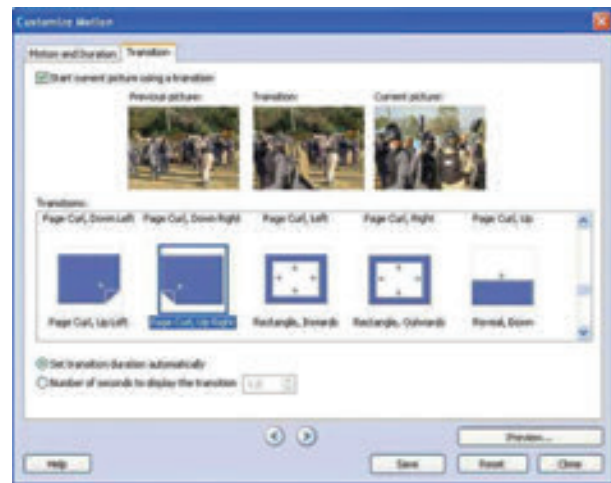 Customize Motion
Motion and Duration Transition
Start current picture using a transition
Previous picture: Transition: Current picture:
Transitions:
Page Curl, Down Left Page Curl, Down Right Page Curl, Left Page Curl, Right Page Curl, Up
Page Curl, Up Left Page Curl, Up Right Rectangle, Inwards Rectangle, Outwards Reveal, Down
Set transition duration automatically
Number of seconds to display the transition
Preview...
Help Save Reset Close